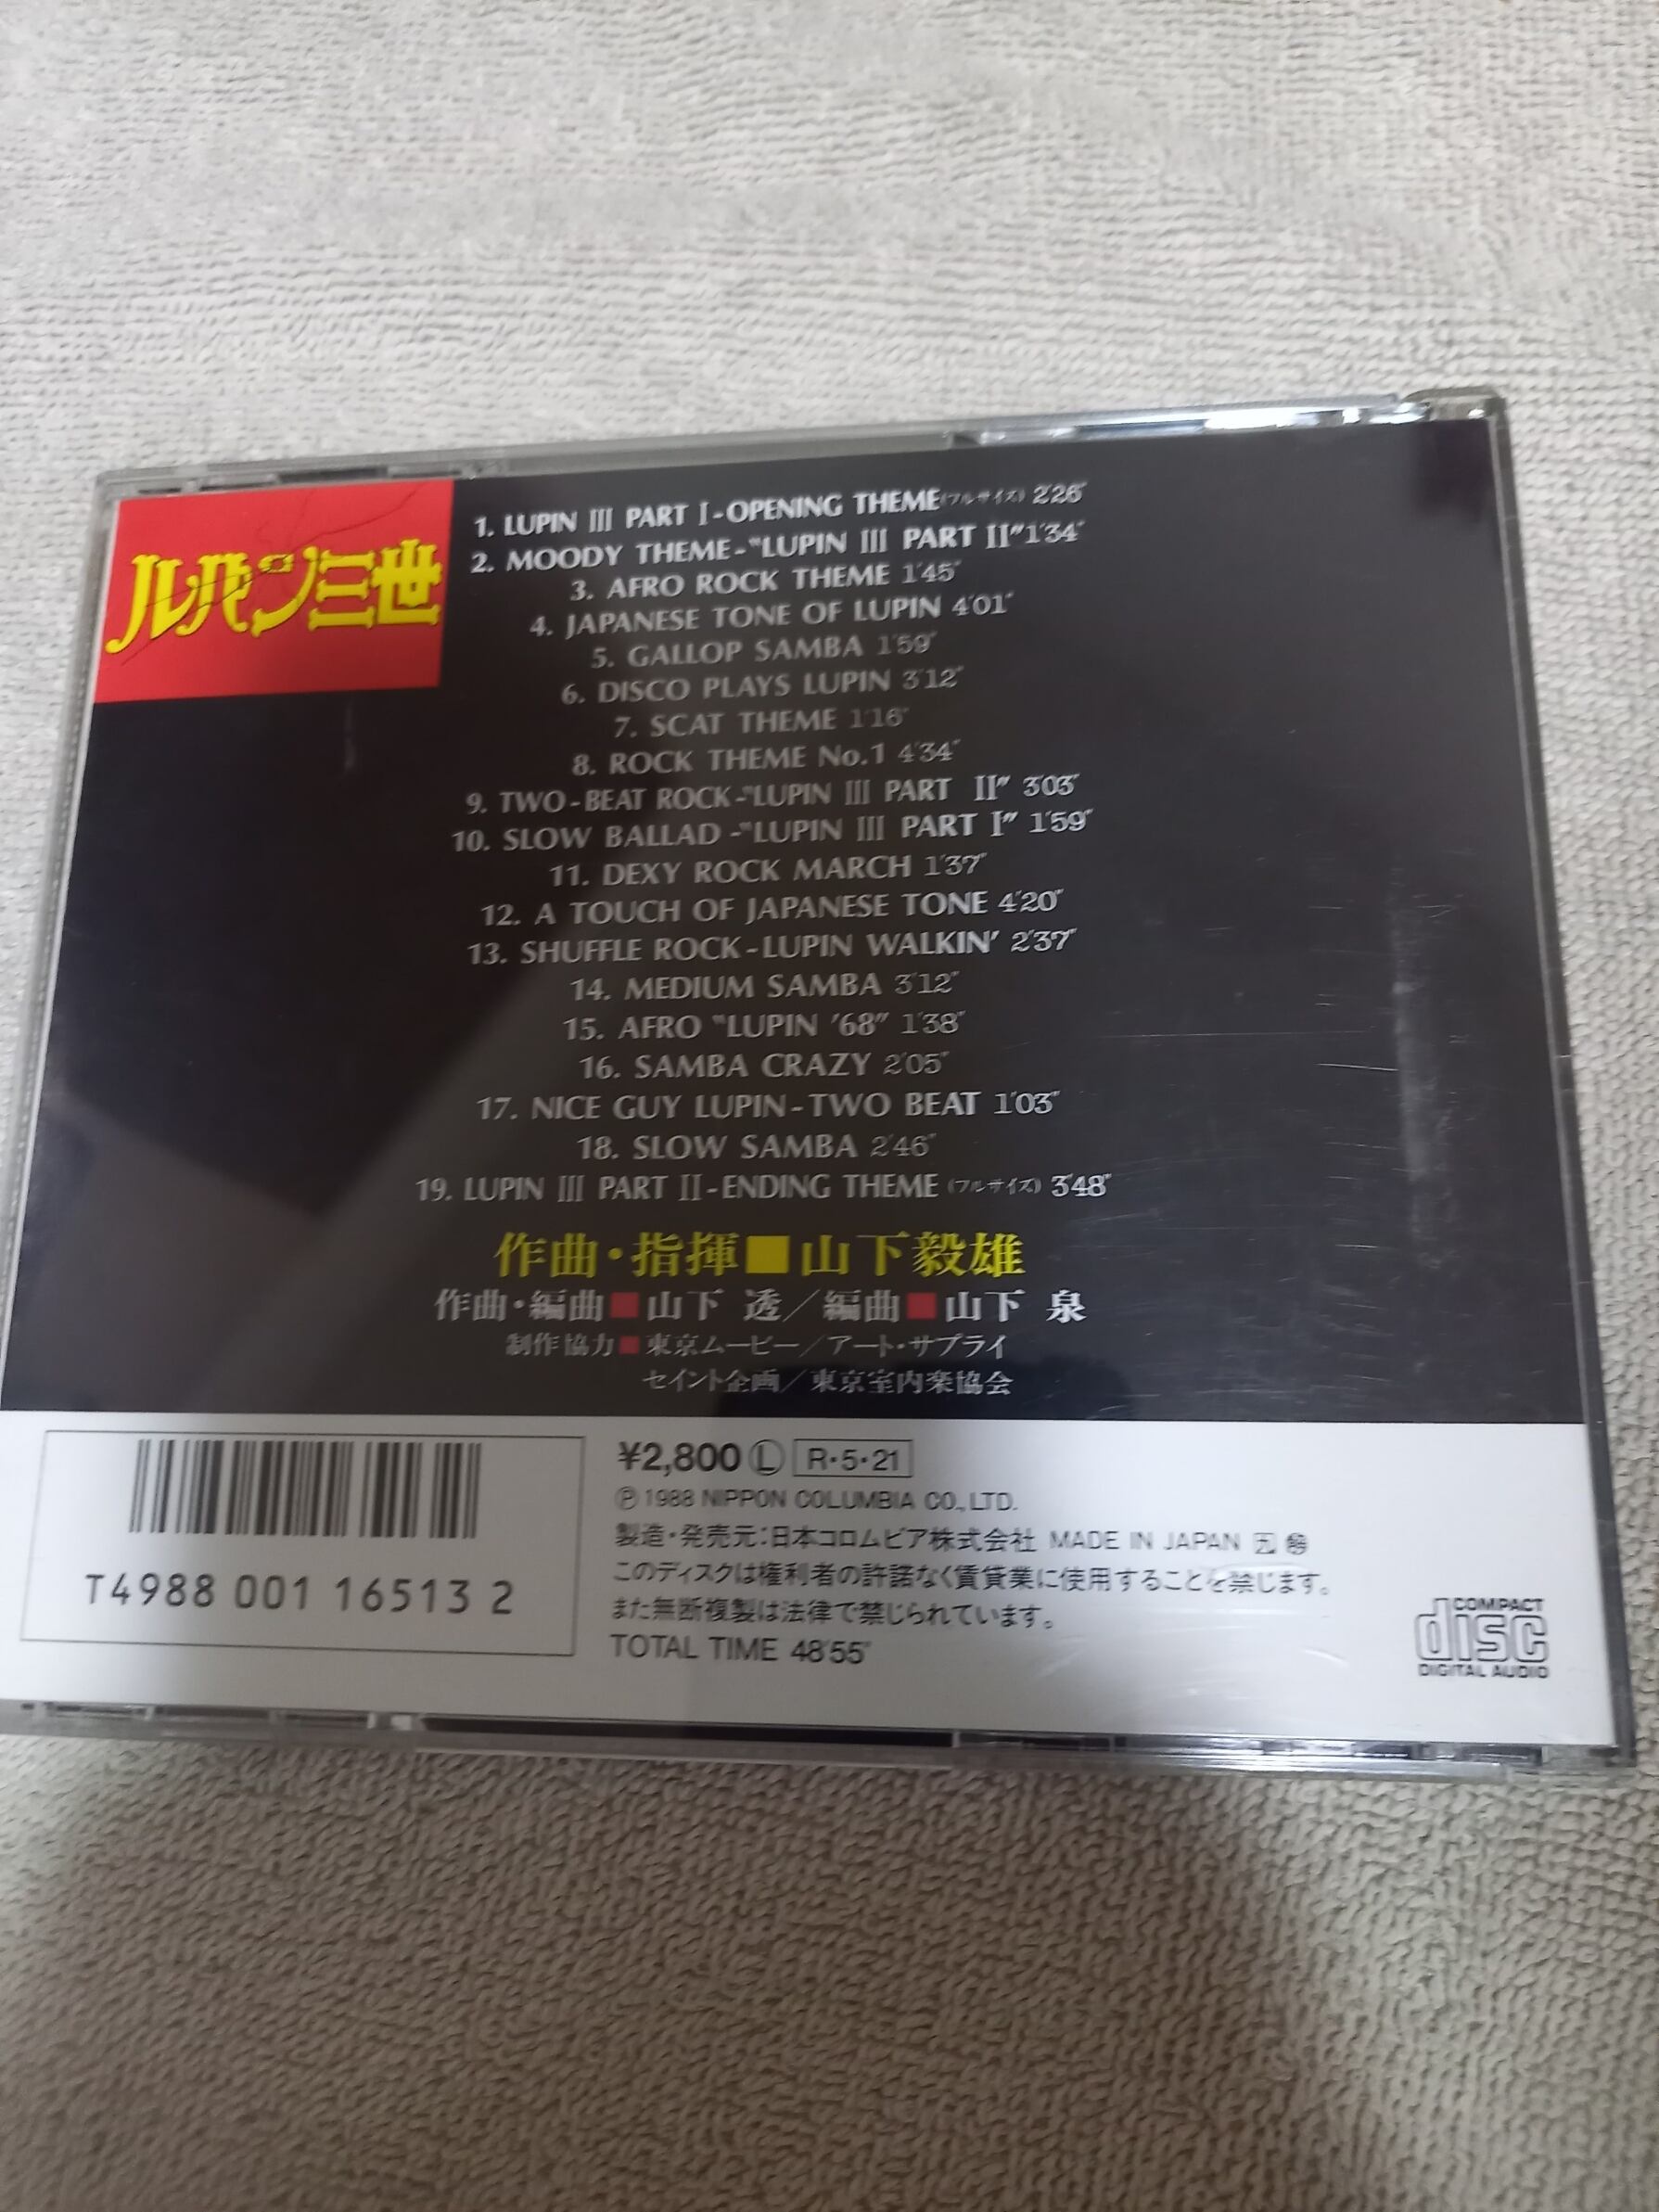 ルパン三世
1. LUPIN III PART I-OPENING THEME(フルサイズ) 2'26"
2. MOODY THEME-"LUPIN III PART II" 1'34"
3. AFRO ROCK THEME 1'45"
4. JAPANESE TONE OF LUPIN 4'01"
5. GALLOP SAMBA 1'59"
6. DISCO PLAYS LUPIN 3'12"
7. SCAT THEME 1'16"
8. ROCK THEME No.1 4'34"
9. TWO-BEAT ROCK-"LUPIN III PART II" 3'03"
10. SLOW BALLAD-"LUPIN III PART I" 1'59"
11. DEXY ROCK MARCH 1'37"
12. A TOUCH OF JAPANESE TONE 4'20"
13. SHUFFLE ROCK-LUPIN WALKIN' 2'37"
14. MEDIUM SAMBA 3'12"
15. AFRO "LUPIN '68" 1'38"
16. SAMBA CRAZY 2'05"
17. NICE GUY LUPIN-TWO BEAT 1'03"
18. SLOW SAMBA 2'46"
19. LUPIN III PART II-ENDING THEME (フルサイズ) 3'48"
作曲・指揮■山下毅雄
作曲・編曲■山下 透／編曲■山下 泉
制作協力■東京ムービー／アート・サプライ
セイント企画／東京室内楽協会
T4988 001 16513 2
¥2,800 Ⓛ R・5・21
Ⓟ 1988 NIPPON COLUMBIA CO., LTD.
製造・発売元：日本コロムビア株式会社 MADE IN JAPAN
このディスクは権利者の許諾なく賃貸業に使用することを禁じます。
また無断複製は法律で禁じられています。
TOTAL TIME 48'55"
COMPACT
disc
DIGITAL AUDIO